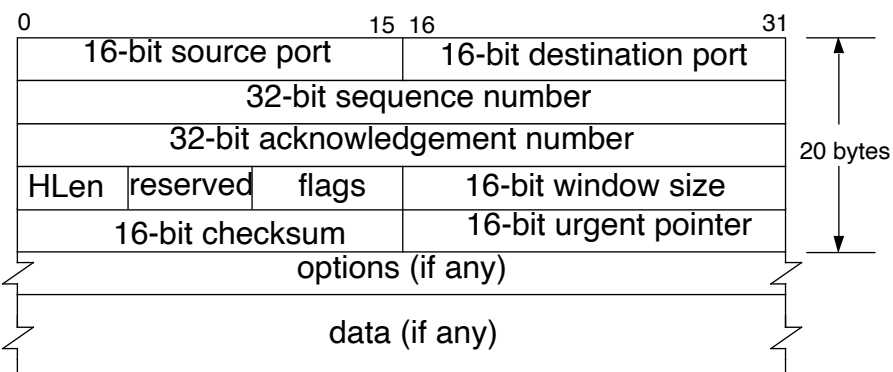 0 15 16 31
16-bit source port 16-bit destination port
32-bit sequence number
32-bit acknowledgement number
20 bytes
HLen reserved flags 16-bit window size
16-bit checksum 16-bit urgent pointer
options (if any)
data (if any)